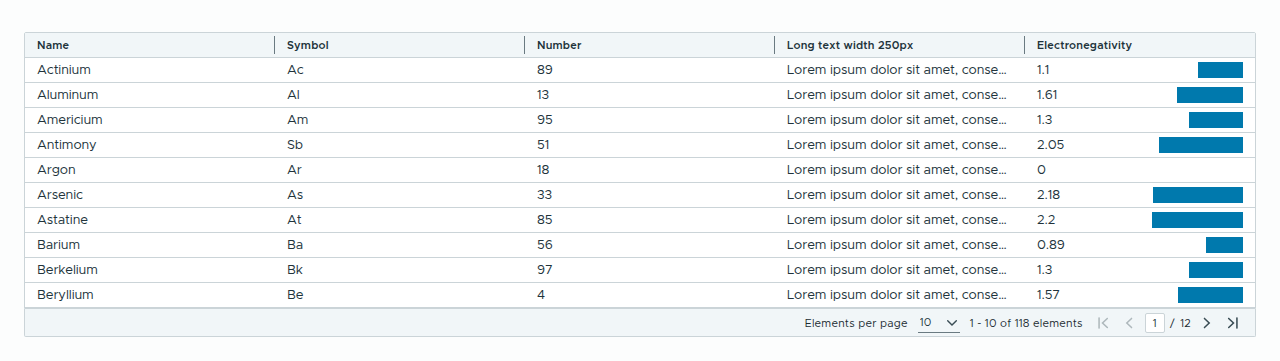 Name Symbol Number Long text width 250px Electronegativity
Actinium Ac 89 Lorem ipsum dolor sit amet, conse... 1.1
Aluminum Al 13 Lorem ipsum dolor sit amet, conse... 1.61
Americium Am 95 Lorem ipsum dolor sit amet, conse... 1.3
Antimony Sb 51 Lorem ipsum dolor sit amet, conse... 2.05
Argon Ar 18 Lorem ipsum dolor sit amet, conse... 0
Arsenic As 33 Lorem ipsum dolor sit amet, conse... 2.18
Astatine At 85 Lorem ipsum dolor sit amet, conse... 2.2
Barium Ba 56 Lorem ipsum dolor sit amet, conse... 0.89
Berkelium Bk 97 Lorem ipsum dolor sit amet, conse... 1.3
Beryllium Be 4 Lorem ipsum dolor sit amet, conse... 1.57
Elements per page 10 1 - 10 of 118 elements 1 / 12